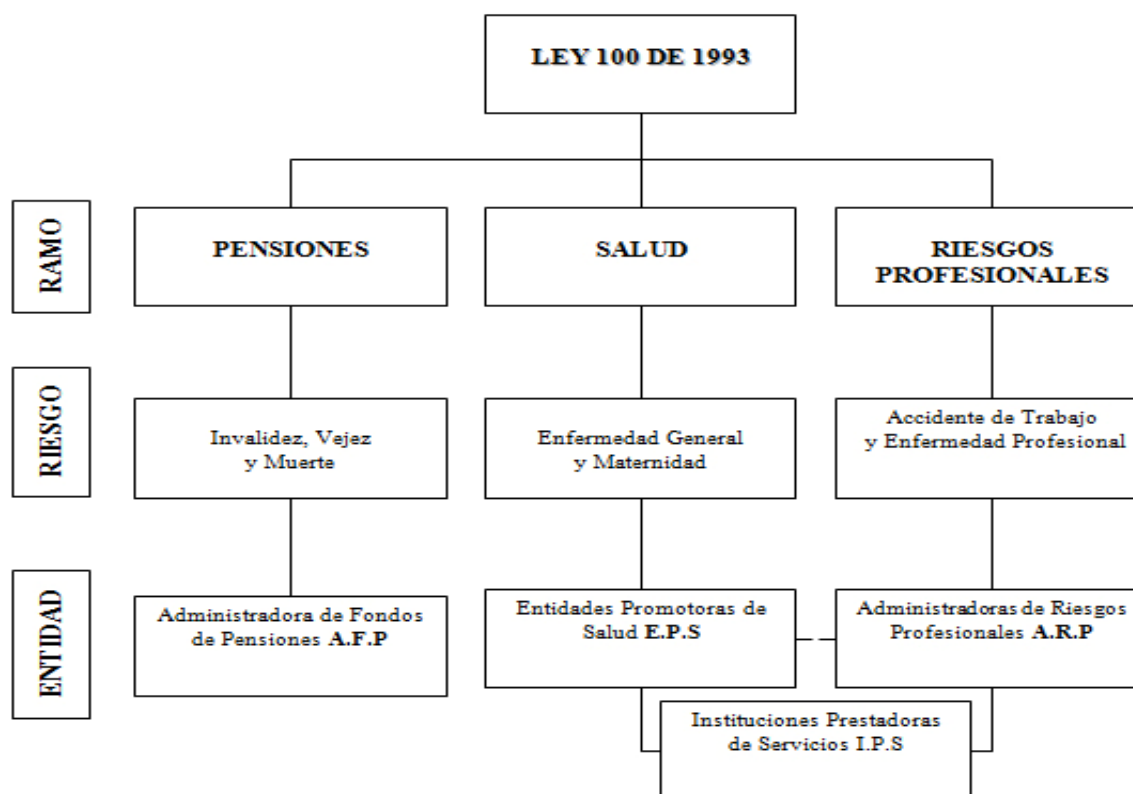 LEY 100 DE 1993
RAMO
PENSIONES
SALUD
RIESGOS
PROFESIONALES
RIESGO
Invalidez, Vejez
y Muerte
Enfermedad General
y Maternidad
Accidente de Trabajo
y Enfermedad Profesional
ENTIDAD
Administradora de Fondos
de Pensiones A.F.P
Entidades Promotoras de
Salud E.P.S
Administradoras de Riesgos
Profesionales A.R.P
Instituciones Prestadoras
de Servicios I.P.S